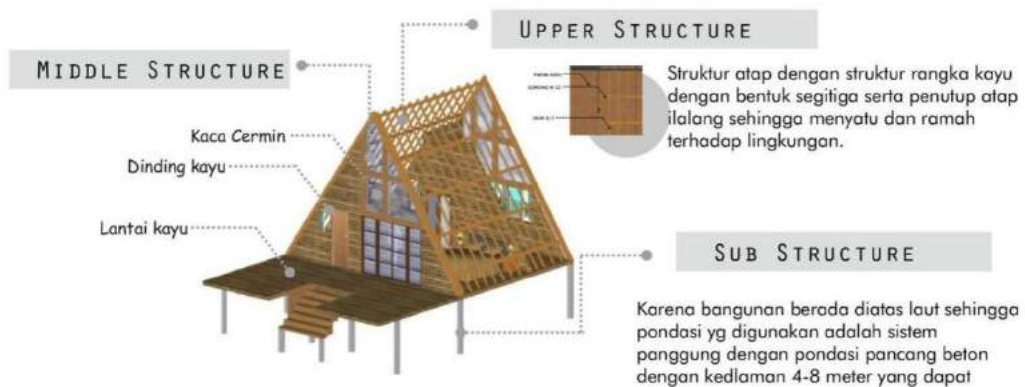 UPPER STRUCTURE
MIDDLE STRUCTURE
Struktur atap dengan struktur rangka kayu
dengan bentuk segitiga serta penutup atap
ilalang sehingga menyatu dan ramah
terhadap lingkungan.
Kaca Cermin
Dinding kayu
Lantai kayu
SUB STRUCTURE
Karena bangunan berada diatas laut sehingga
pondasi yg digunakan adalah sistem
panggung dengan pondasi pancang beton
dengan kedlaman 4-8 meter yang dapat